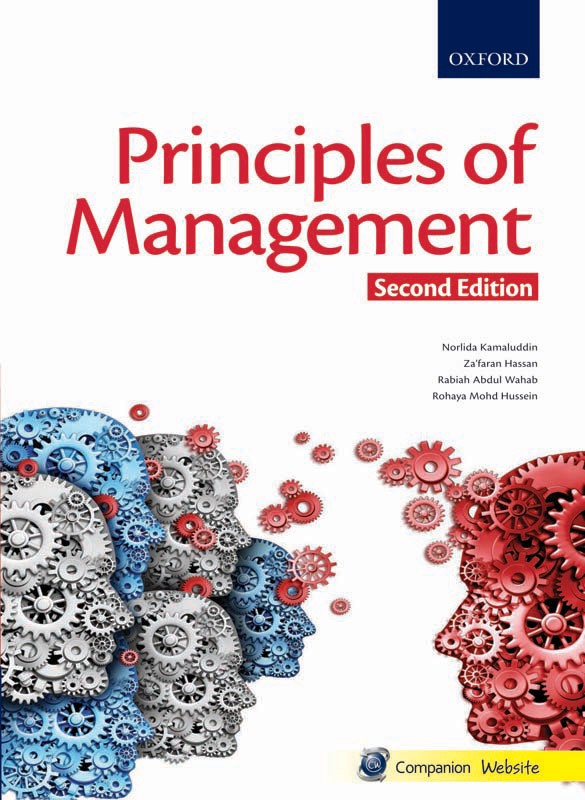 OXFORD
Principles of
Management
Second Edition
Norlida Kamaluddin
Za'faran Hassan
Rabiah Abdul Wahab
Rohaya Mohd Hussein
CW
Companion Website